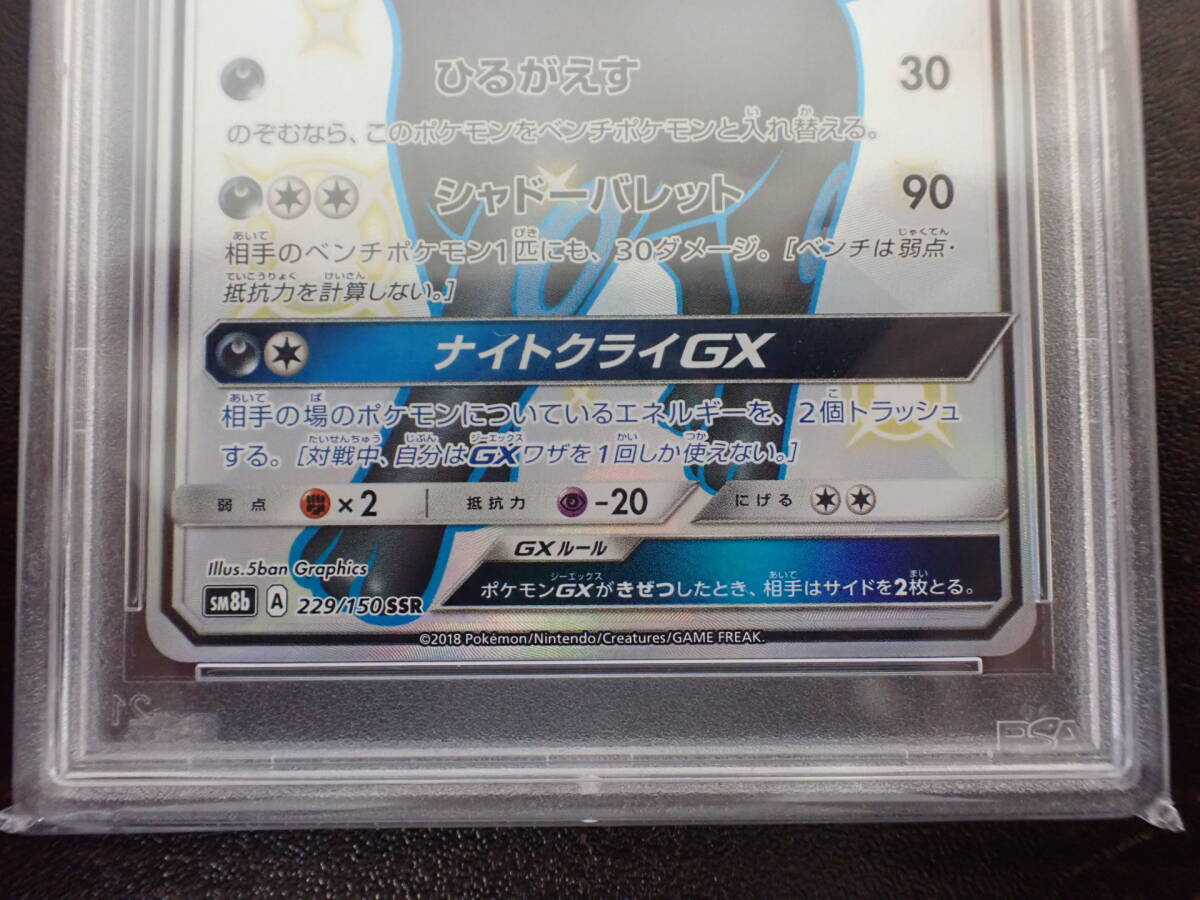 ひるがえす 30
のぞむなら、このポケモンをベンチポケモンと入れ替える。
シャドーバレット 90
相手のベンチポケモン1匹にも、30ダメージ。[ベンチは弱点・
抵抗力を計算しない。]
ナイトクライGX
相手の場のポケモンについているエネルギーを、2個トラッシュ
する。[対戦中、自分はGXワザを1回しか使えない。]
弱点 ×2 抵抗力 -20 にげる
GXルール
ポケモンGXがきぜつしたとき、相手はサイドを2枚とる。
Illus.5ban Graphics
SM8b A 229/150 SSR
©2018 Pokémon/Nintendo/Creatures/GAME FREAK.
PSA